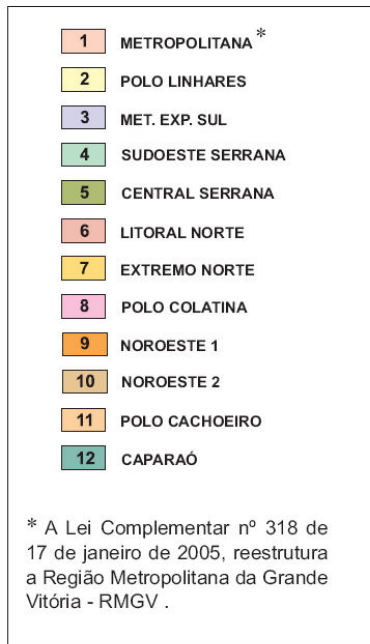 1 METROPOLITANA *
2 POLO LINHARES
3 MET. EXP. SUL
4 SUDOESTE SERRANA
5 CENTRAL SERRANA
6 LITORAL NORTE
7 EXTREMO NORTE
8 POLO COLATINA
9 NOROESTE 1
10 NOROESTE 2
11 POLO CACHOEIRO
12 CAPARAÓ
* A Lei Complementar nº 318 de
17 de janeiro de 2005, reestrutura
a Região Metropolitana da Grande
Vitória - RMGV .